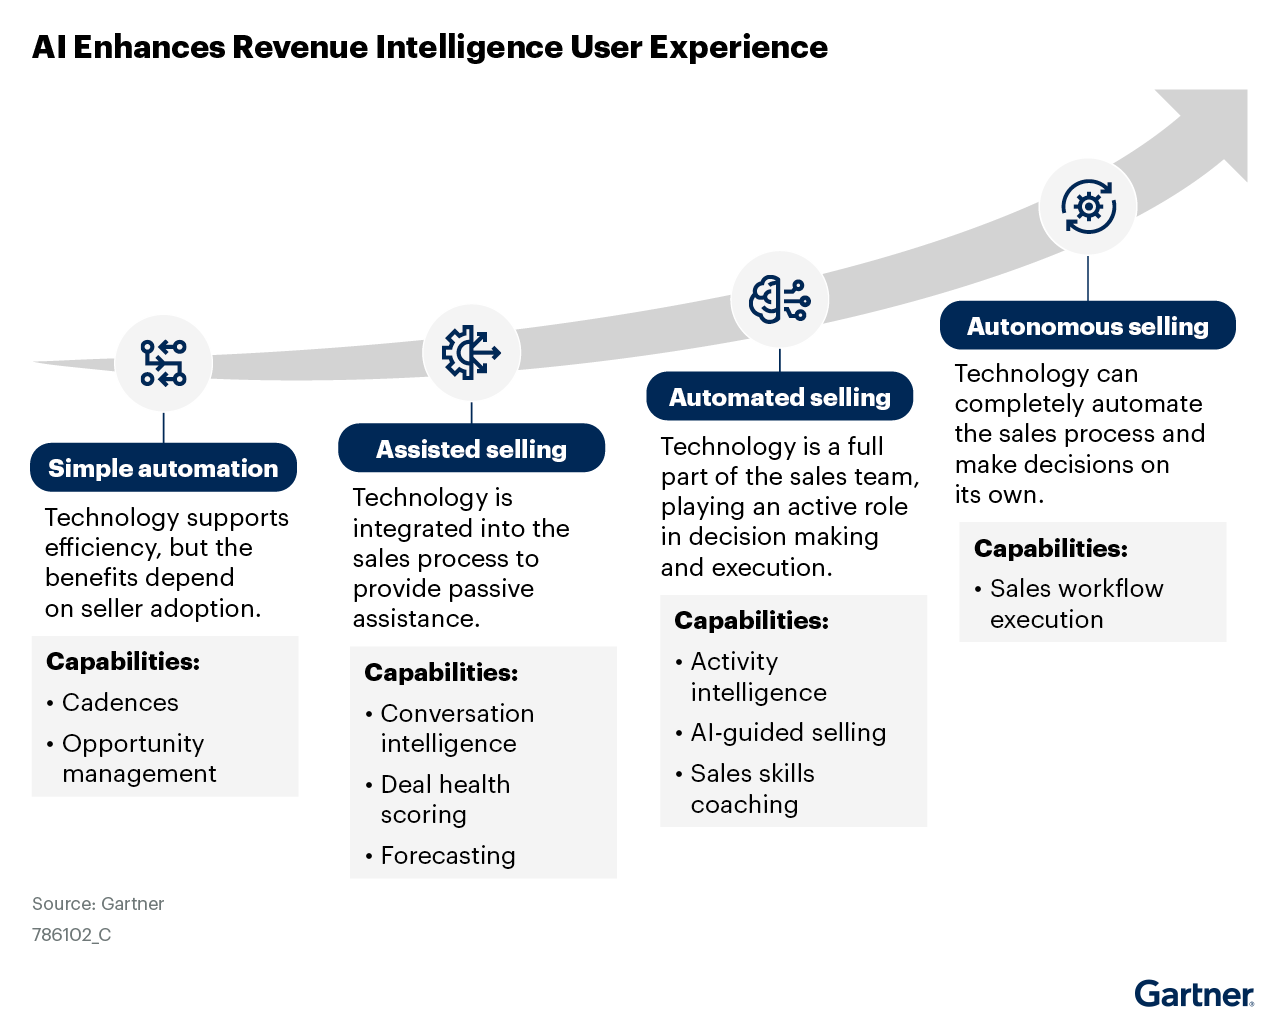 AI Enhances Revenue Intelligence User Experience
Simple automation
Technology supports
efficiency, but the
benefits depend
on seller adoption.
Capabilities:
• Cadences
• Opportunity
management
Assisted selling
Technology is
integrated into the
sales process to
provide passive
assistance.
Capabilities:
• Conversation
intelligence
• Deal health
scoring
• Forecasting
Automated selling
Technology is a full
part of the sales team,
playing an active role
in decision making
and execution.
Capabilities:
• Activity
intelligence
• AI-guided selling
• Sales skills
coaching
Autonomous selling
Technology can
completely automate
the sales process and
make decisions on
its own.
Capabilities:
• Sales workflow
execution
Source: Gartner
786102_C
Gartner®